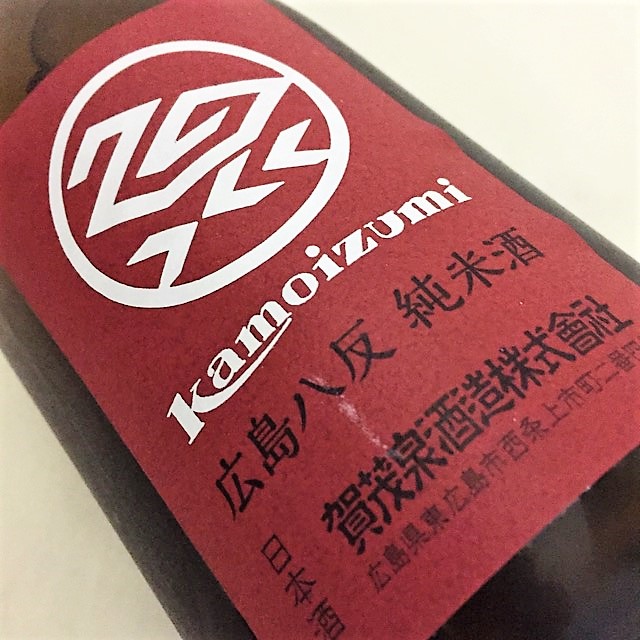 kamoizumi
広島八反 純米酒
賀茂泉酒造株式會社
広島県東広島市西条上市町二番
日本酒